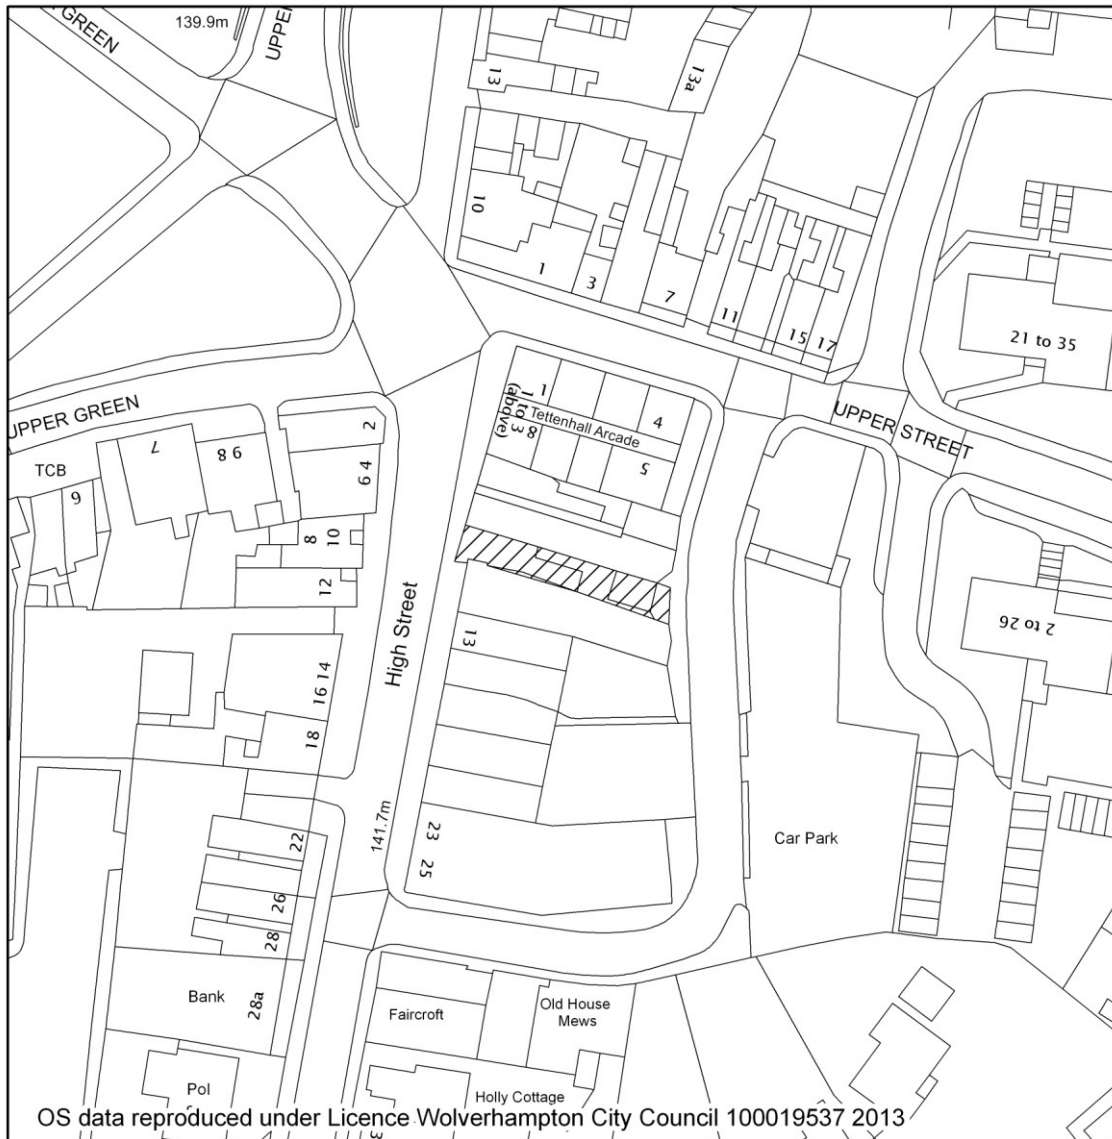 R GREEN
139.9m
UPPER
13
13a
10
1
3
7
11
15
17
21 to 35
UPPER STREET
1
1 to 3
(above)
8
Tettenhall Arcade
4
5
UPPER GREEN
TCB
7
9 8
6
2
6 4
8
10
12
High Street
13
16 14
18
2 to 26
141.7m
23
25
22
26
28
Car Park
Bank
28a
Faircroft
Old House
Mews
Pol
Holly Cottage
OS data reproduced under Licence Wolverhampton City Council 100019537 2013